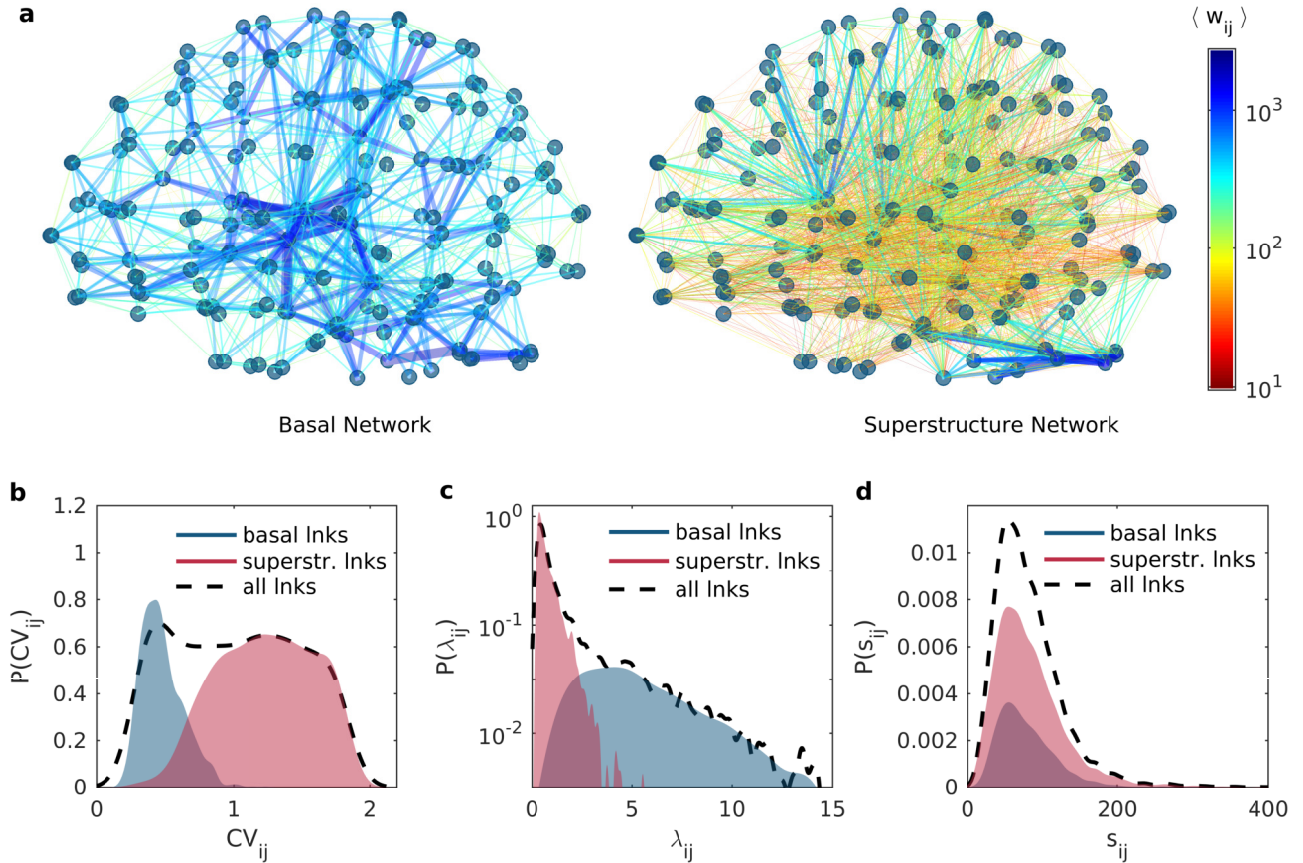 a
⟨ w_ij ⟩
10^3
10^2
10^1
Basal Network
Superstructure Network
b
1.2
1
0.8
0.6
0.4
0.2
0
P(CV_ij)
basal lnks
superstr. lnks
all lnks
0 1 2
CV_ij
c
10^0
10^-1
10^-2
P(λ_ij)
basal lnks
superstr. lnks
all lnks
0 5 10 15
λ_ij
d
0.01
0.008
0.006
0.004
0.002
0
P(s_ij)
basal lnks
superstr. lnks
all lnks
0 200 400
s_ij